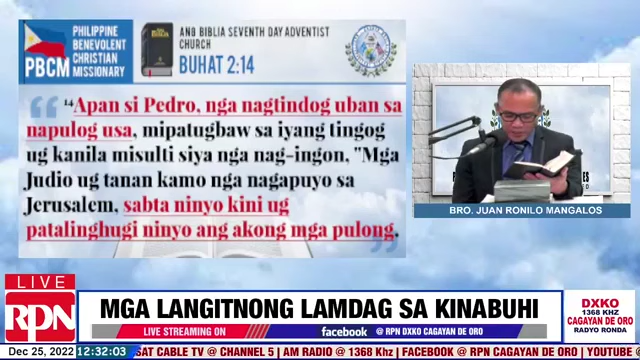 PBCM
PHILIPPINE
BENEVOLENT
CHRISTIAN
MISSIONARY
ANG BIBLIA SEVENTH DAY ADVENTIST
CHURCH
BUHAT 2:14
14Apan si Pedro, nga nagtindog uban sa
napulog usa, mipatugbaw sa iyang tingog
ug kanila misulti siya nga nag-ingon, "Mga
Judio ug tanan kamo nga nagapuyo sa
Jerusalem, sabta ninyo kini ug
patalinghugi ninyo ang akong mga pulong.
BRO. JUAN RONILO MANGALOS
LIVE
RPN
MGA LANGITNONG LAMDAG SA KINABUHI
LIVE STREAMING ON facebook @ RPN DXKO CAGAYAN DE ORO
DXKO
1368 KHZ
CAGAYAN DE ORO
RADYO RONDA
Dec 25, 2022 12:32:03 SAT CABLE TV @ CHANNEL 5 | AM RADIO @ 1368 Khz | FACEBOOK @ RPN DXKO CAGAYAN DE ORO | YOUTUBE